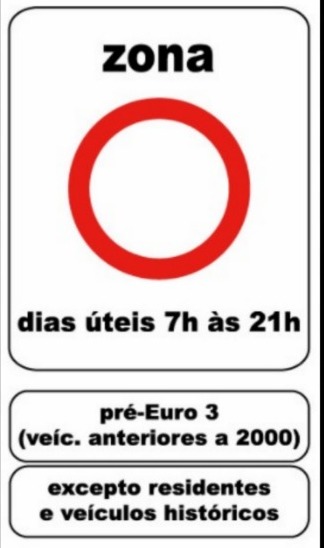 zona
dias úteis 7h às 21h
pré-Euro 3
(veíc. anteriores a 2000)
excepto residentes
e veículos históricos